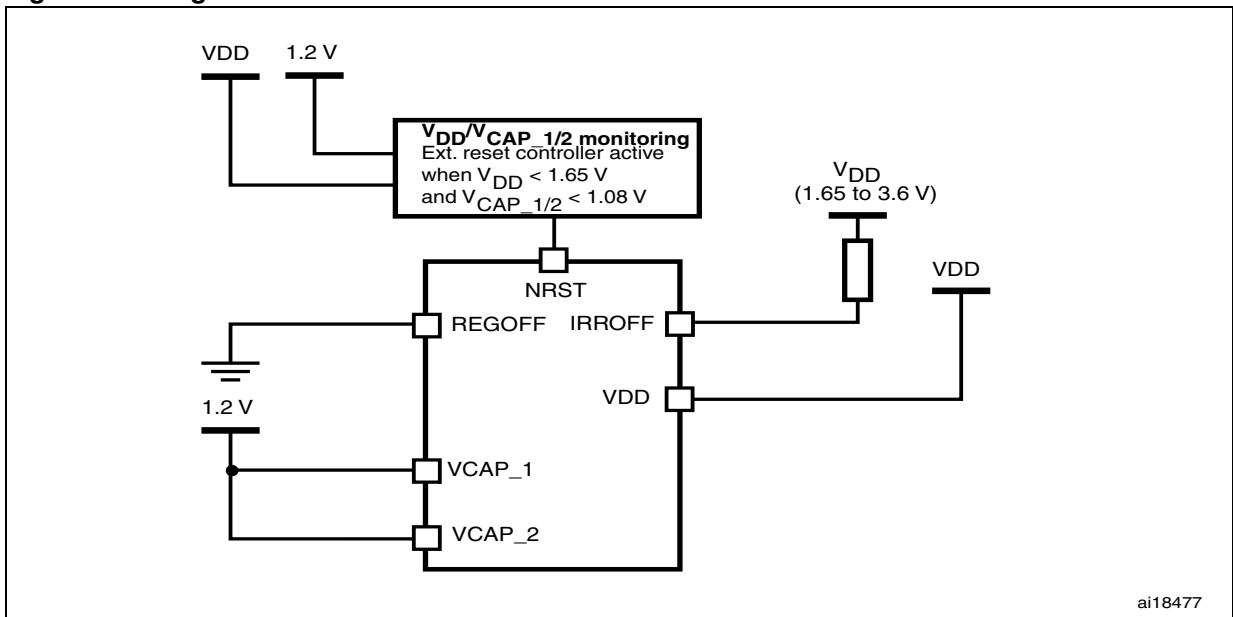 VDD 1.2 V
VDD/VCAP_1/2 monitoring
Ext. reset controller active
when VDD < 1.65 V
and VCAP_1/2 < 1.08 V
VDD
(1.65 to 3.6 V)
VDD
NRST
REGOFF IRROFF
VDD
1.2 V
VCAP_1
VCAP_2
ai18477